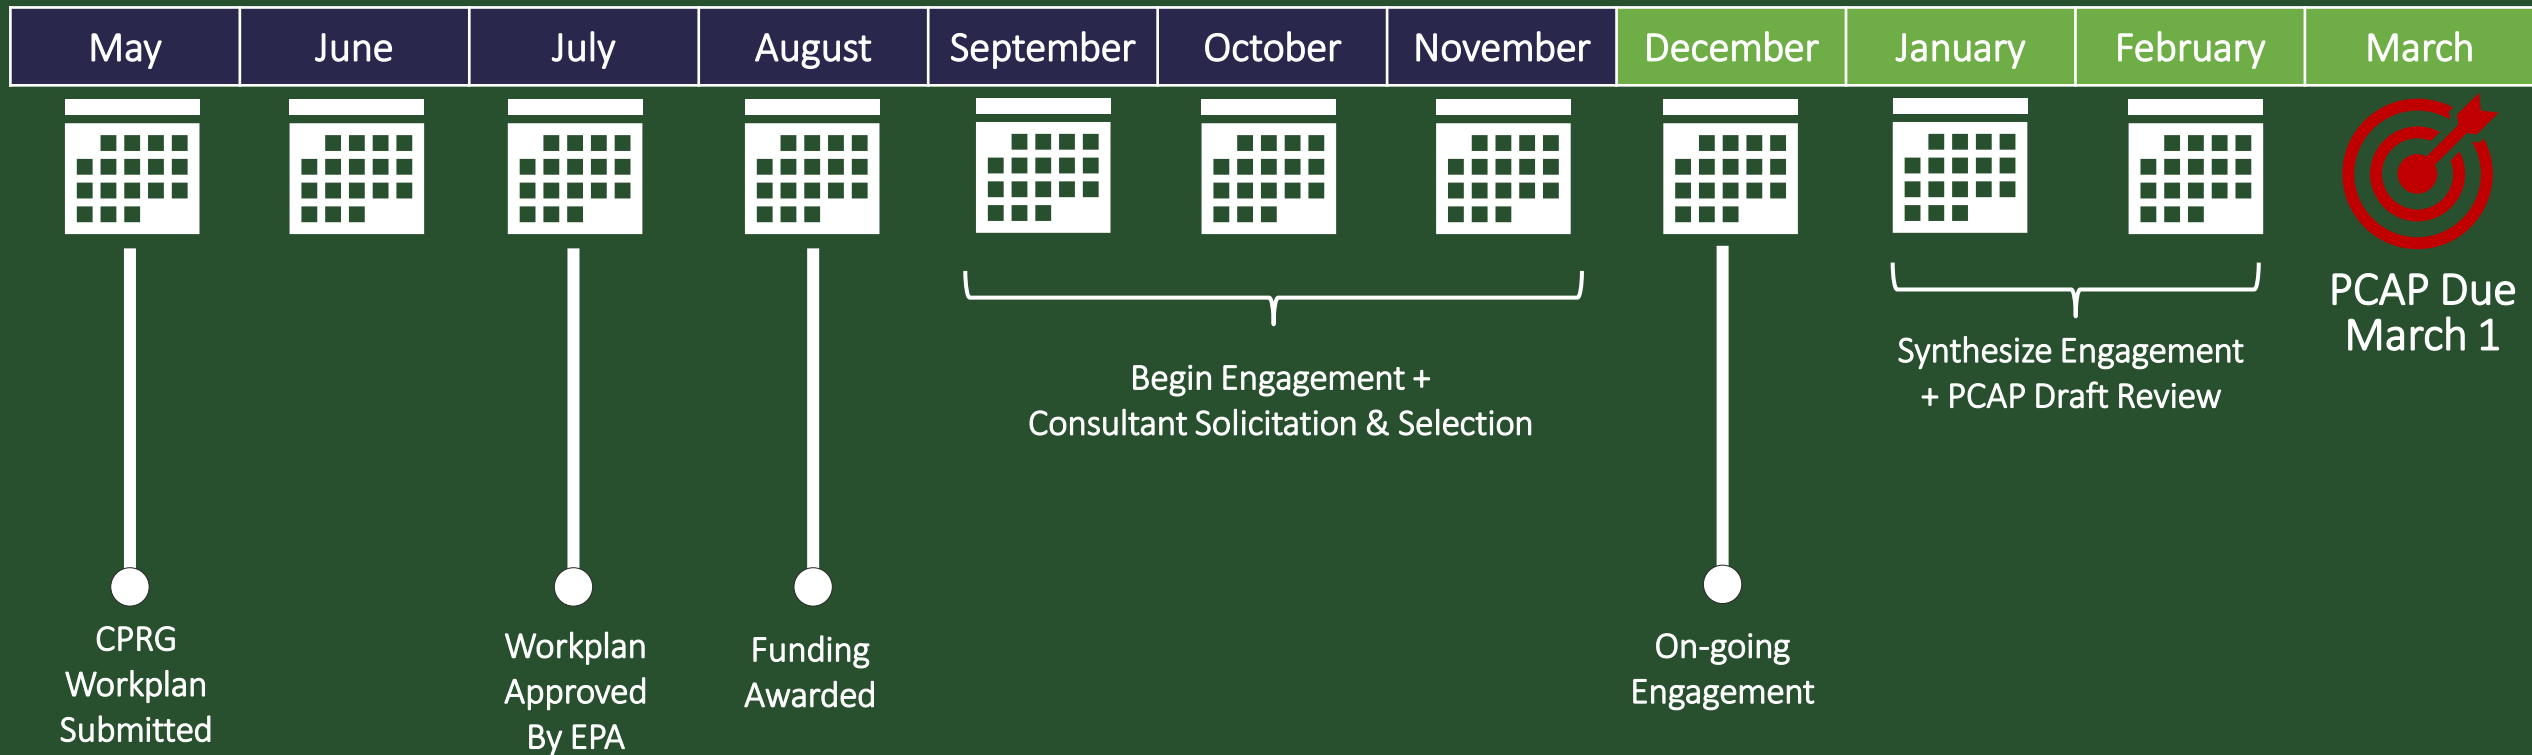 May June July August September October November December January February March
PCAP Due
March 1
Begin Engagement +
Consultant Solicitation & Selection
Synthesize Engagement
+ PCAP Draft Review
CPRG
Workplan
Submitted
Workplan
Approved
By EPA
Funding
Awarded
On-going
Engagement